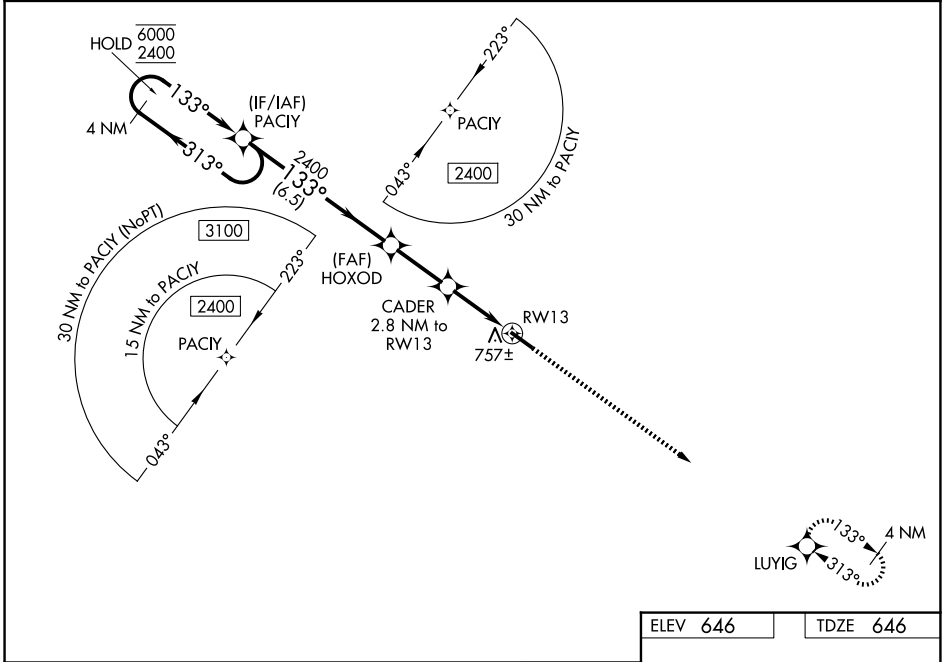 HOLD 6000
2400
133°
4 NM
313°
(IF/IAF)
PACIY
2400
133°
(6.5)
223°
PACIY
2400
043°
30 NM to PACIY
30 NM to PACIY (NoPT)
3100
15 NM to PACIY
2400
223°
PACIY
043°
(FAF)
HOXOD
CADER
2.8 NM to
RW13
RW13
757±
133°
4 NM
LUYIG
313°
ELEV 646
TDZE 646